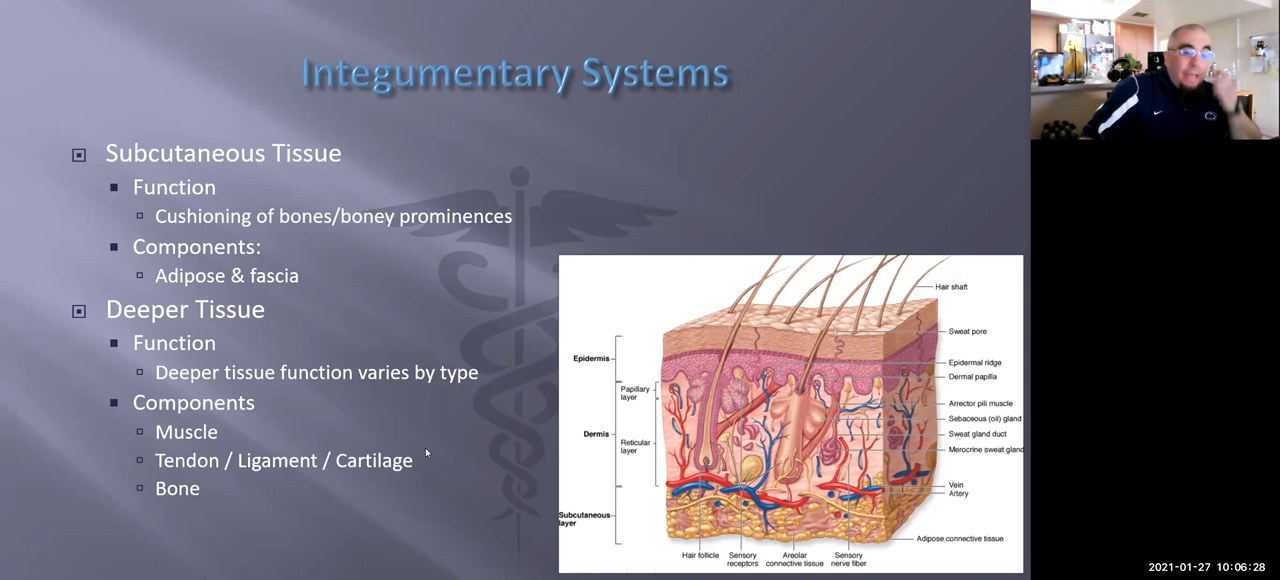 Integumentary Systems
Subcutaneous Tissue
Function
Cushioning of bones/boney prominences
Components:
Adipose & fascia
Deeper Tissue
Function
Deeper tissue function varies by type
Components
Muscle
Tendon / Ligament / Cartilage
Bone
Hair shaft
Sweat pore
Epidermis
Epidermal ridge
Dermal papilla
Papillary
layer
Arrector pili muscle
Sebaceous (oil) gland
Dermis
Sweat gland duct
Reticular
layer
Merocrine sweat gland
Vein
Artery
Subcutaneous
layer
Adipose connective tissue
Hair follicle
Sensory
receptors
Areolar
connective tissue
Sensory
nerve fiber
2021-01-27 10:06:28